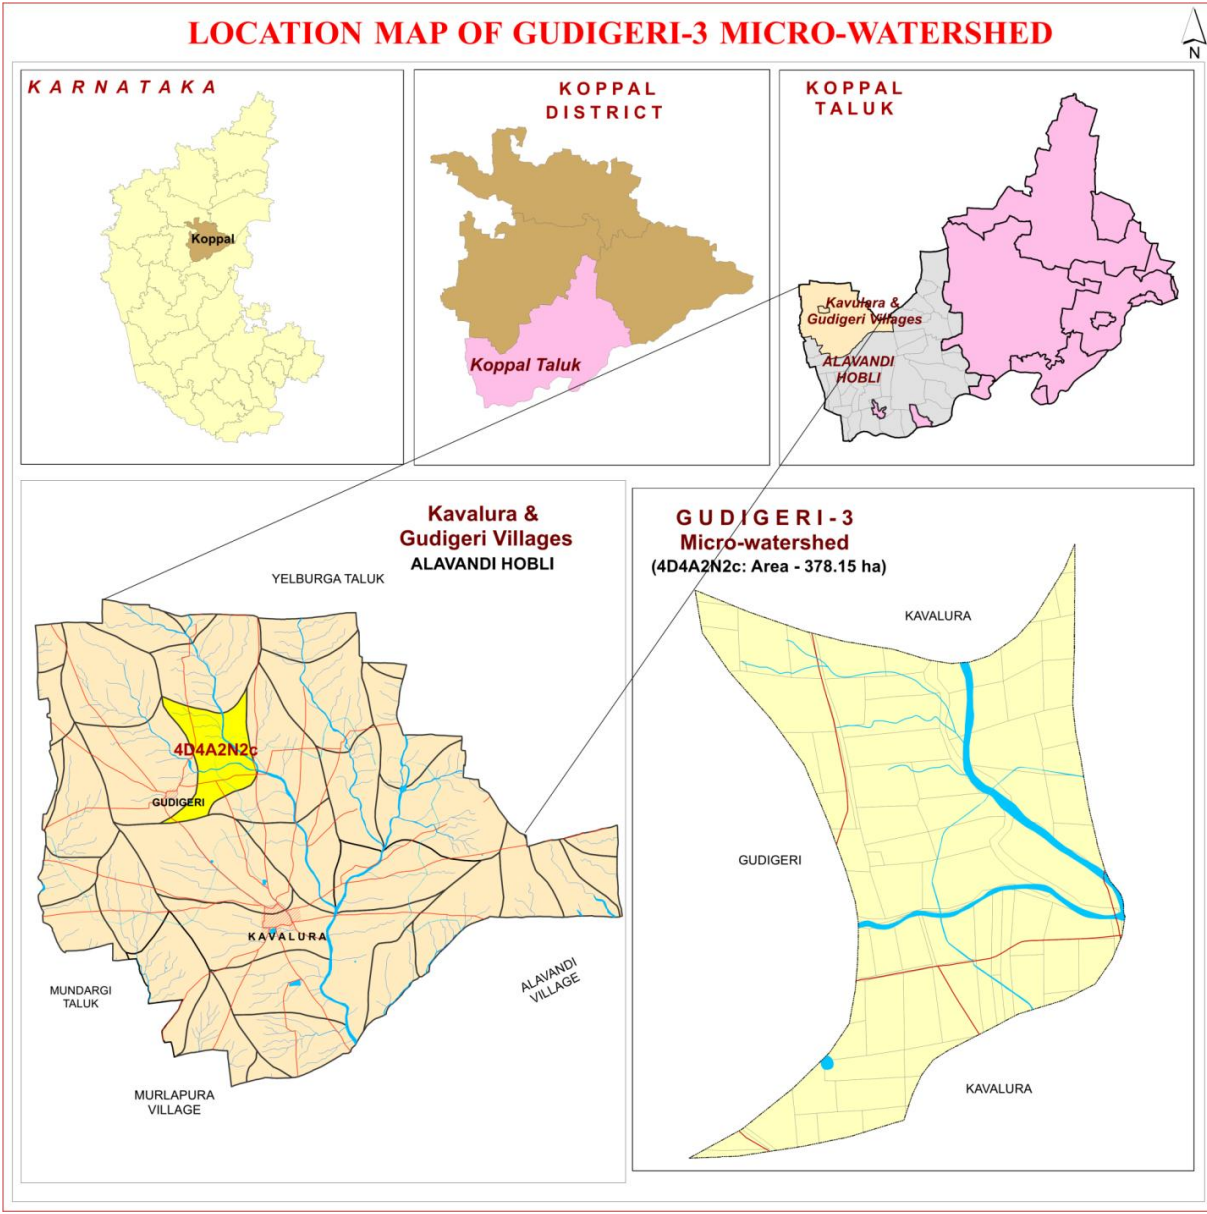 LOCATION MAP OF GUDIGERI-3 MICRO-WATERSHED
N
KARNATAKA
Koppal
KOPPAL
DISTRICT
Koppal Taluk
KOPPAL
TALUK
Kavulara &
Gudigeri Villages
ALAVANDI
HOBLI
Kavalura &
Gudigeri Villages
ALAVANDI HOBLI
YELBURGA TALUK
4D4A2N2c
GUDIGERI
KAVALURA
MUNDARGI
TALUK
ALAVANDI
VILLAGE
MURLAPURA
VILLAGE
GUDIGERI-3
Micro-watershed
(4D4A2N2c: Area - 378.15 ha)
KAVALURA
GUDIGERI
KAVALURA